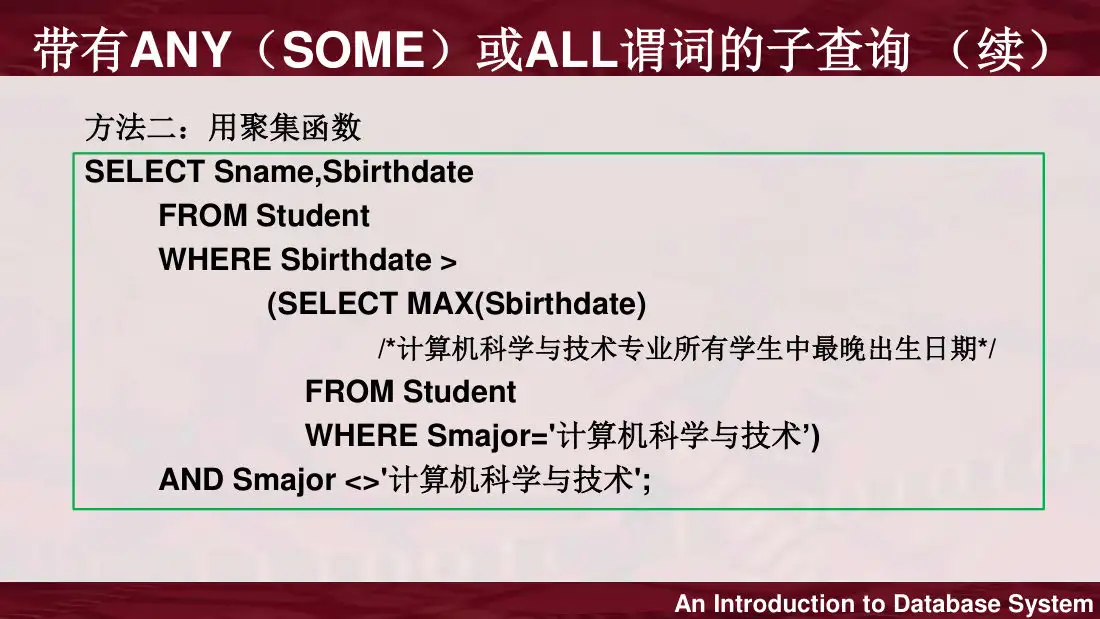 带有ANY（SOME）或ALL谓词的子查询 （续）
方法二：用聚集函数
SELECT Sname,Sbirthdate
FROM Student
WHERE Sbirthdate >
(SELECT MAX(Sbirthdate)
/*计算机科学与技术专业所有学生中最晚出生日期*/
FROM Student
WHERE Smajor='计算机科学与技术’)
AND Smajor <>'计算机科学与技术';
An Introduction to Database System